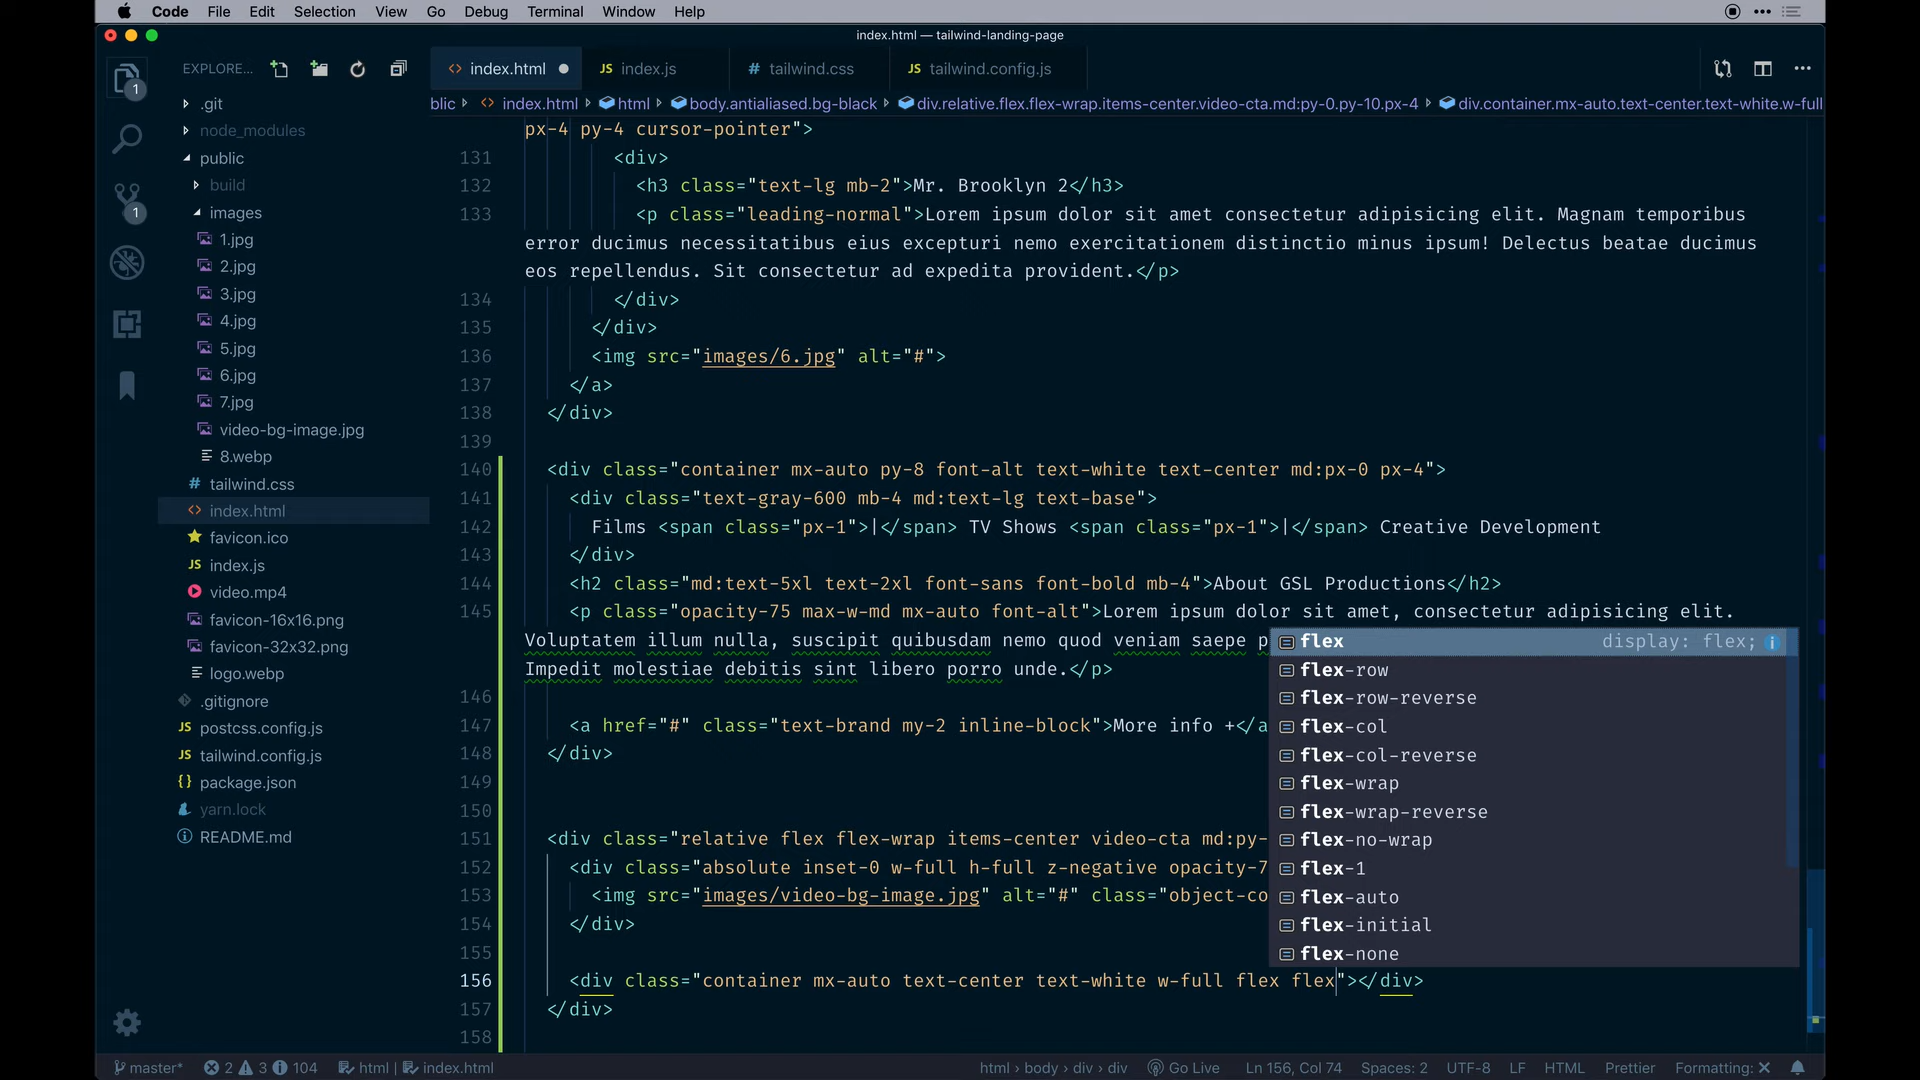 Code File Edit Selection View Go Debug Terminal Window Help
index.html — tailwind-landing-page
EXPLORE...
index.html
JS index.js
# tailwind.css
JS tailwind.config.js
blic index.html html body.antialiased.bg-black div.relative.flex.flex-wrap.items-center.video-cta.md:py-0.py-10.px-4 div.container.mx-auto.text-center.text-white.w-full
1
1
.git
node_modules
public
build
images
1.jpg
2.jpg
3.jpg
4.jpg
5.jpg
6.jpg
7.jpg
video-bg-image.jpg
8.webp
# tailwind.css
index.html
favicon.ico
JS index.js
video.mp4
favicon-16x16.png
favicon-32x32.png
logo.webp
.gitignore
JS postcss.config.js
JS tailwind.config.js
{} package.json
yarn.lock
README.md
px-4 py-4 cursor-pointer">
131 <div>
132 <h3 class="text-lg mb-2">Mr. Brooklyn 2</h3>
133 <p class="leading-normal">Lorem ipsum dolor sit amet consectetur adipisicing elit. Magnam temporibus
error ducimus necessitatibus eius excepturi nemo exercitationem distinctio minus ipsum! Delectus beatae ducimus
eos repellendus. Sit consectetur ad expedita provident.</p>
134 </div>
135 </div>
136 <img src="images/6.jpg" alt="#">
137 </a>
138 </div>
139
140 <div class="container mx-auto py-8 font-alt text-white text-center md:px-0 px-4">
141 <div class="text-gray-600 mb-4 md:text-lg text-base">
142 Films <span class="px-1">|</span> TV Shows <span class="px-1">|</span> Creative Development
143 </div>
144 <h2 class="md:text-5xl text-2xl font-sans font-bold mb-4">About GSL Productions</h2>
145 <p class="opacity-75 max-w-md mx-auto font-alt">Lorem ipsum dolor sit amet, consectetur adipisicing elit.
Voluptatem illum nulla, suscipit quibusdam nemo quod veniam saepe p
Impedit molestiae debitis sint libero porro unde.</p>
146
147 <a href="#" class="text-brand my-2 inline-block">More info +</a
148 </div>
149
150
151 <div class="relative flex flex-wrap items-center video-cta md:py-
152 <div class="absolute inset-0 w-full h-full z-negative opacity-7
153 <img src="images/video-bg-image.jpg" alt="#" class="object-co
154 </div>
155
156 <div class="container mx-auto text-center text-white w-full flex flex"></div>
157 </div>
158
flex display: flex;
flex-row
flex-row-reverse
flex-col
flex-col-reverse
flex-wrap
flex-wrap-reverse
flex-no-wrap
flex-1
flex-auto
flex-initial
flex-none
master* 2 3 104 html index.html html › body › div › div Go Live Ln 156, Col 74 Spaces: 2 UTF-8 LF HTML Prettier Formatting: ✕